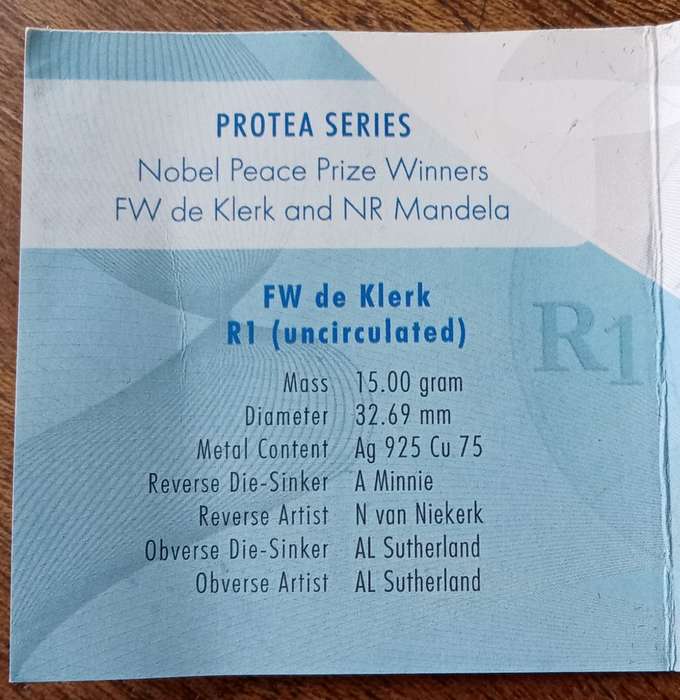 PROTEA SERIES
Nobel Peace Prize Winners
FW de Klerk and NR Mandela
FW de Klerk
R1 (uncirculated)
R1
Mass 15.00 gram
Diameter 32.69 mm
Metal Content Ag 925 Cu 75
Reverse Die-Sinker A Minnie
Reverse Artist N van Niekerk
Obverse Die-Sinker AL Sutherland
Obverse Artist AL Sutherland